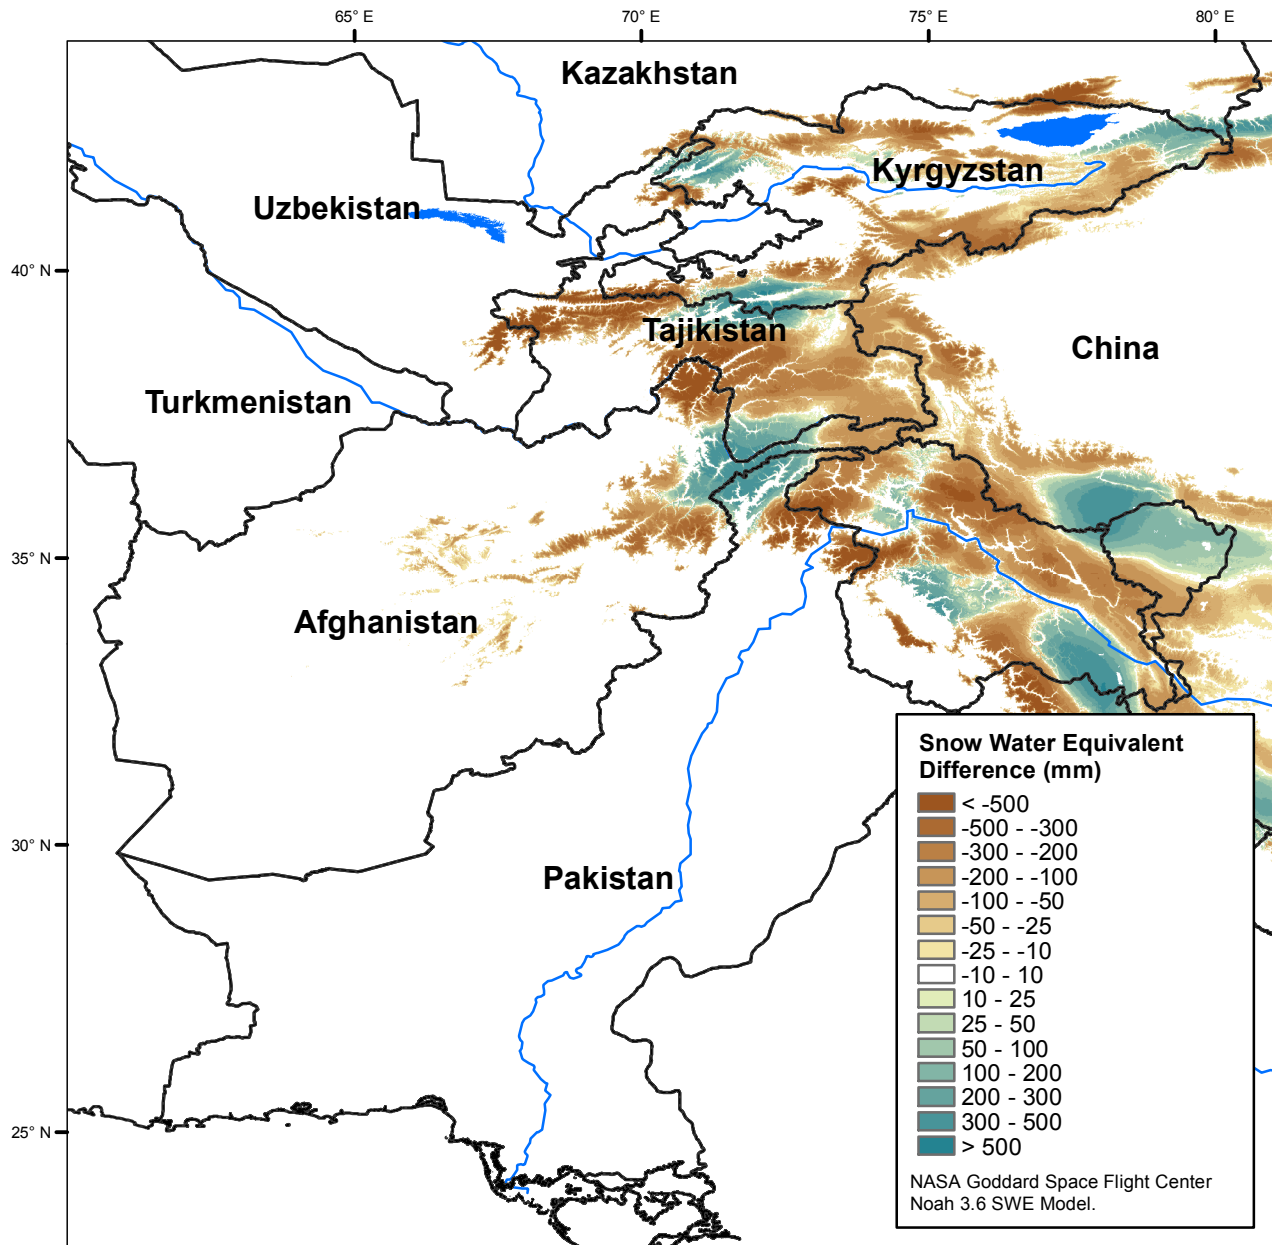 65° E
70° E
75° E
80° E
Kazakhstan
Kyrgyzstan
Uzbekistan
40° N
Tajikistan
China
Turkmenistan
35° N
Afghanistan
30° N
Pakistan
25° N
Snow Water Equivalent
Difference (mm)
< -500
-500 - -300
-300 - -200
-200 - -100
-100 - -50
-50 - -25
-25 - -10
-10 - 10
10 - 25
25 - 50
50 - 100
100 - 200
200 - 300
300 - 500
> 500
NASA Goddard Space Flight Center
Noah 3.6 SWE Model.